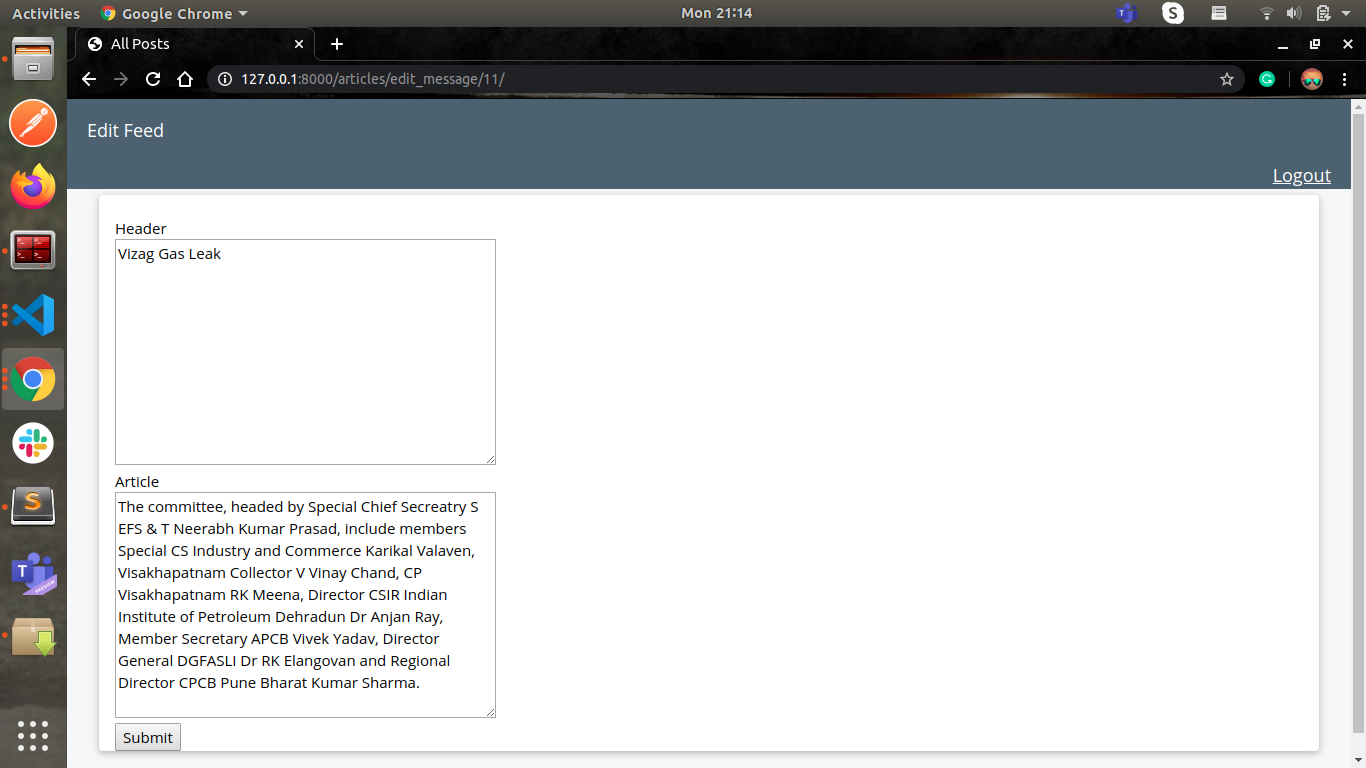 Activities
Google Chrome
Mon 21:14
All Posts
127.0.0.1:8000/articles/edit_message/11/
Edit Feed
Logout
Header
Vizag Gas Leak
Article
The committee, headed by Special Chief Secreatry S
EFS & T Neerabh Kumar Prasad, include members
Special CS Industry and Commerce Karikal Valaven,
Visakhapatnam Collector V Vinay Chand, CP
Visakhapatnam RK Meena, Director CSIR Indian
Institute of Petroleum Dehradun Dr Anjan Ray,
Member Secretary APCB Vivek Yadav, Director
General DGFASLI Dr RK Elangovan and Regional
Director CPCB Pune Bharat Kumar Sharma.
Submit
PREVIEW